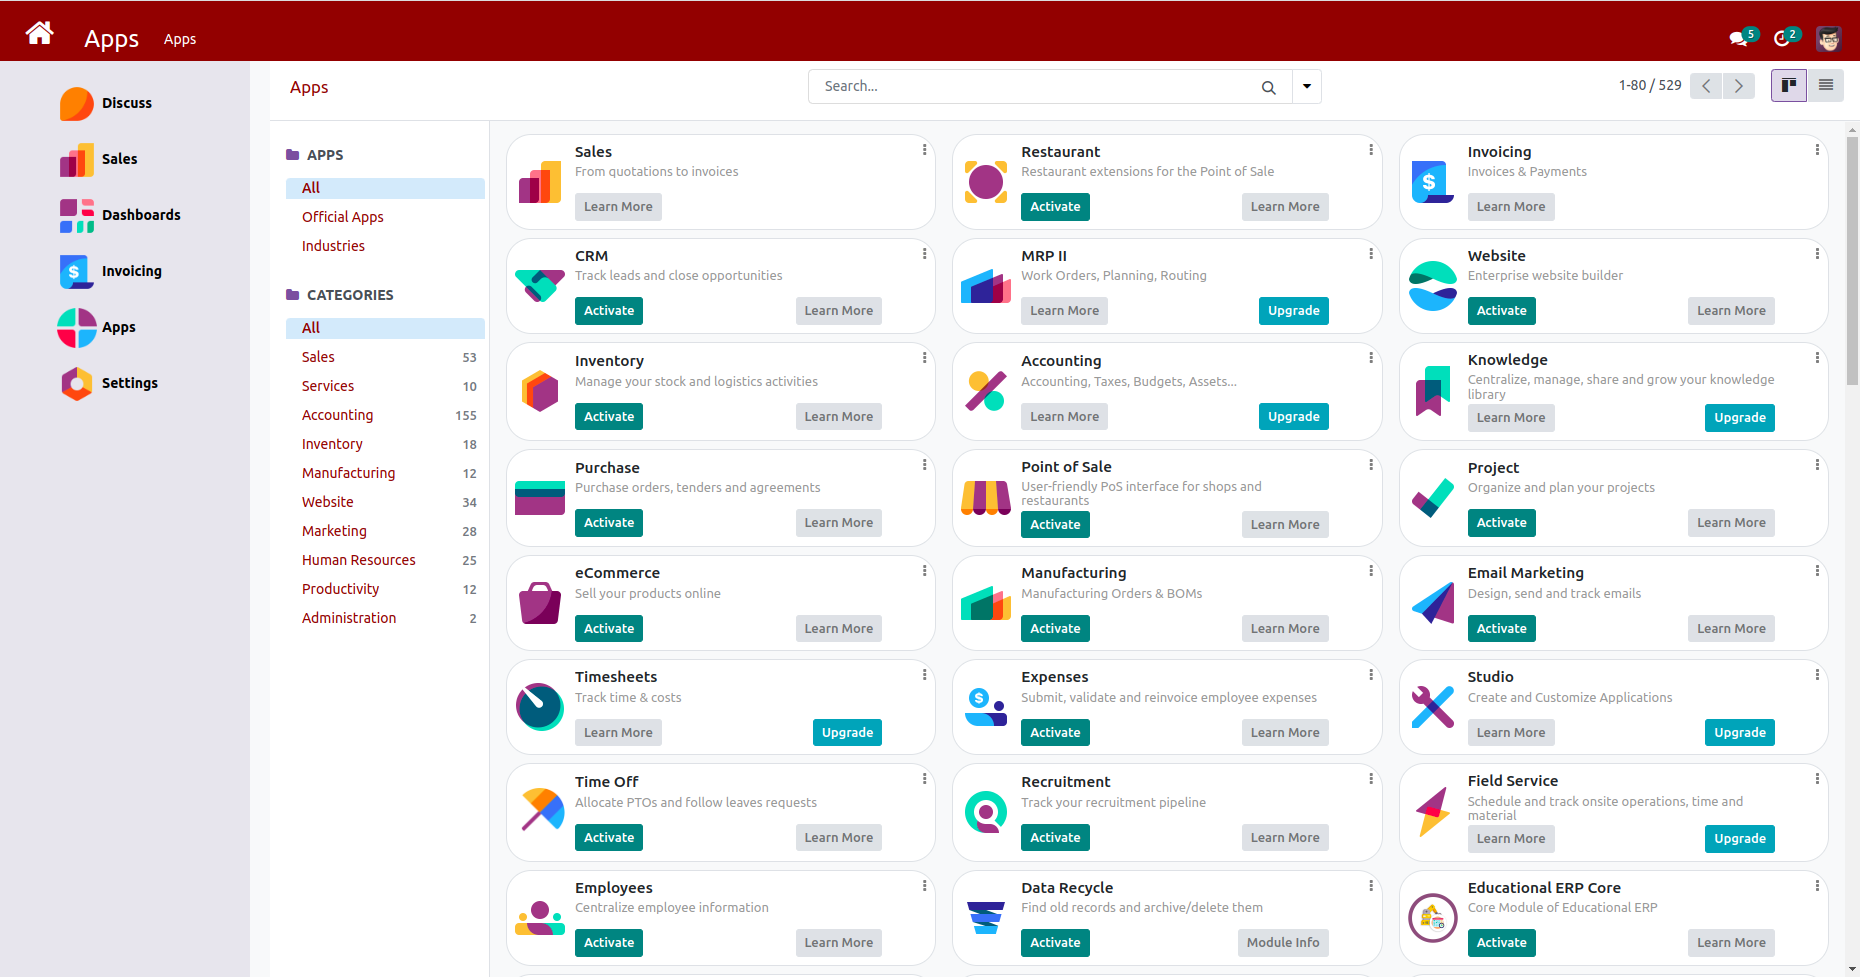 Apps
Apps
5
2
Discuss
Sales
Dashboards
Invoicing
Apps
Settings
Apps
Search...
1-80 / 529
APPS
All
Official Apps
Industries
CATEGORIES
All
Sales 53
Services 10
Accounting 155
Inventory 18
Manufacturing 12
Website 34
Marketing 28
Human Resources 25
Productivity 12
Administration 2
Sales
From quotations to invoices
Learn More
Restaurant
Restaurant extensions for the Point of Sale
Activate Learn More
Invoicing
Invoices & Payments
Learn More
CRM
Track leads and close opportunities
Activate Learn More
MRP II
Work Orders, Planning, Routing
Learn More Upgrade
Website
Enterprise website builder
Activate Learn More
Inventory
Manage your stock and logistics activities
Activate Learn More
Accounting
Accounting, Taxes, Budgets, Assets...
Learn More Upgrade
Knowledge
Centralize, manage, share and grow your knowledge
library
Learn More Upgrade
Purchase
Purchase orders, tenders and agreements
Activate Learn More
Point of Sale
User-friendly PoS interface for shops and
restaurants
Activate Learn More
Project
Organize and plan your projects
Activate Learn More
eCommerce
Sell your products online
Activate Learn More
Manufacturing
Manufacturing Orders & BOMs
Activate Learn More
Email Marketing
Design, send and track emails
Activate Learn More
Timesheets
Track time & costs
Learn More Upgrade
Expenses
Submit, validate and reinvoice employee expenses
Activate Learn More
Studio
Create and Customize Applications
Learn More Upgrade
Time Off
Allocate PTOs and follow leaves requests
Activate Learn More
Recruitment
Track your recruitment pipeline
Activate Learn More
Field Service
Schedule and track onsite operations, time and
material
Learn More Upgrade
Employees
Centralize employee information
Activate Learn More
Data Recycle
Find old records and archive/delete them
Activate Module Info
Educational ERP Core
Core Module of Educational ERP
Activate Learn More